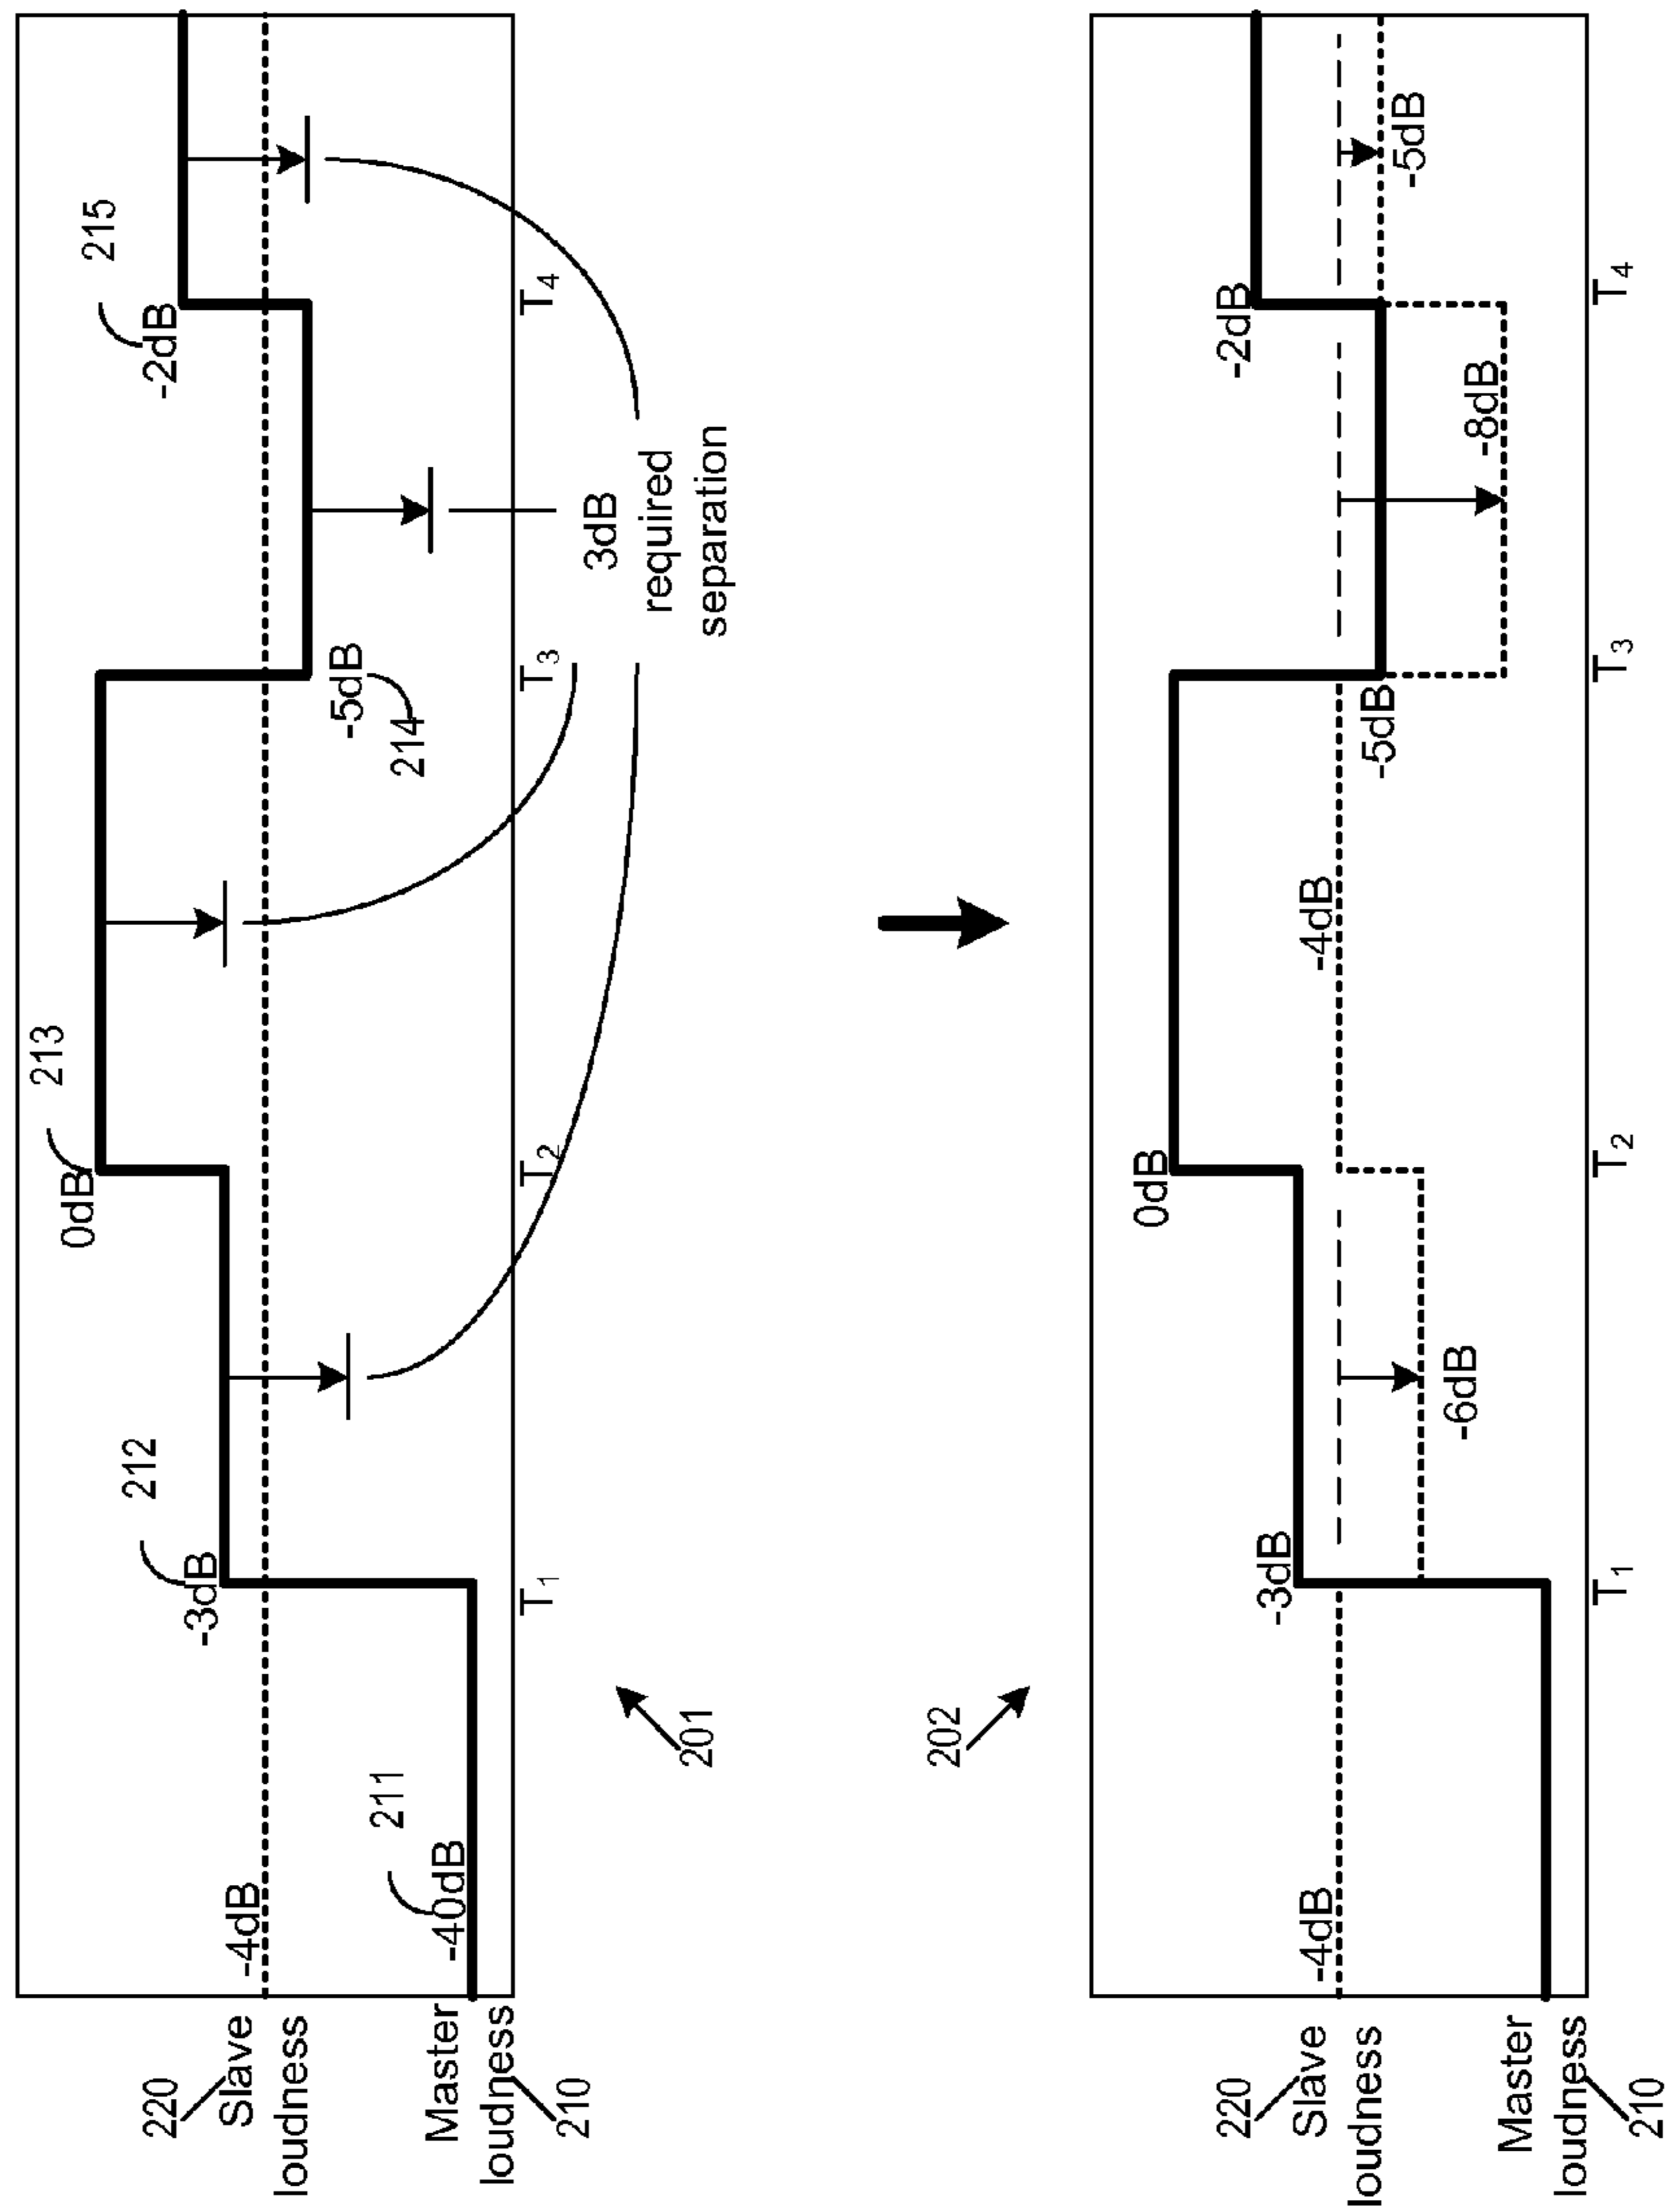 220
Slave
loudness
-4dB
Master
loudness
210
-40dB
211
-3dB
212
0dB
213
-5dB
214
-2dB
215
T1
T2
T3
T4
3dB
required
separation
201
202
220
Slave
loudness
-4dB
Master
loudness
210
-3dB
-6dB
0dB
-4dB
-5dB
-8dB
-2dB
-5dB
T1
T2
T3
T4